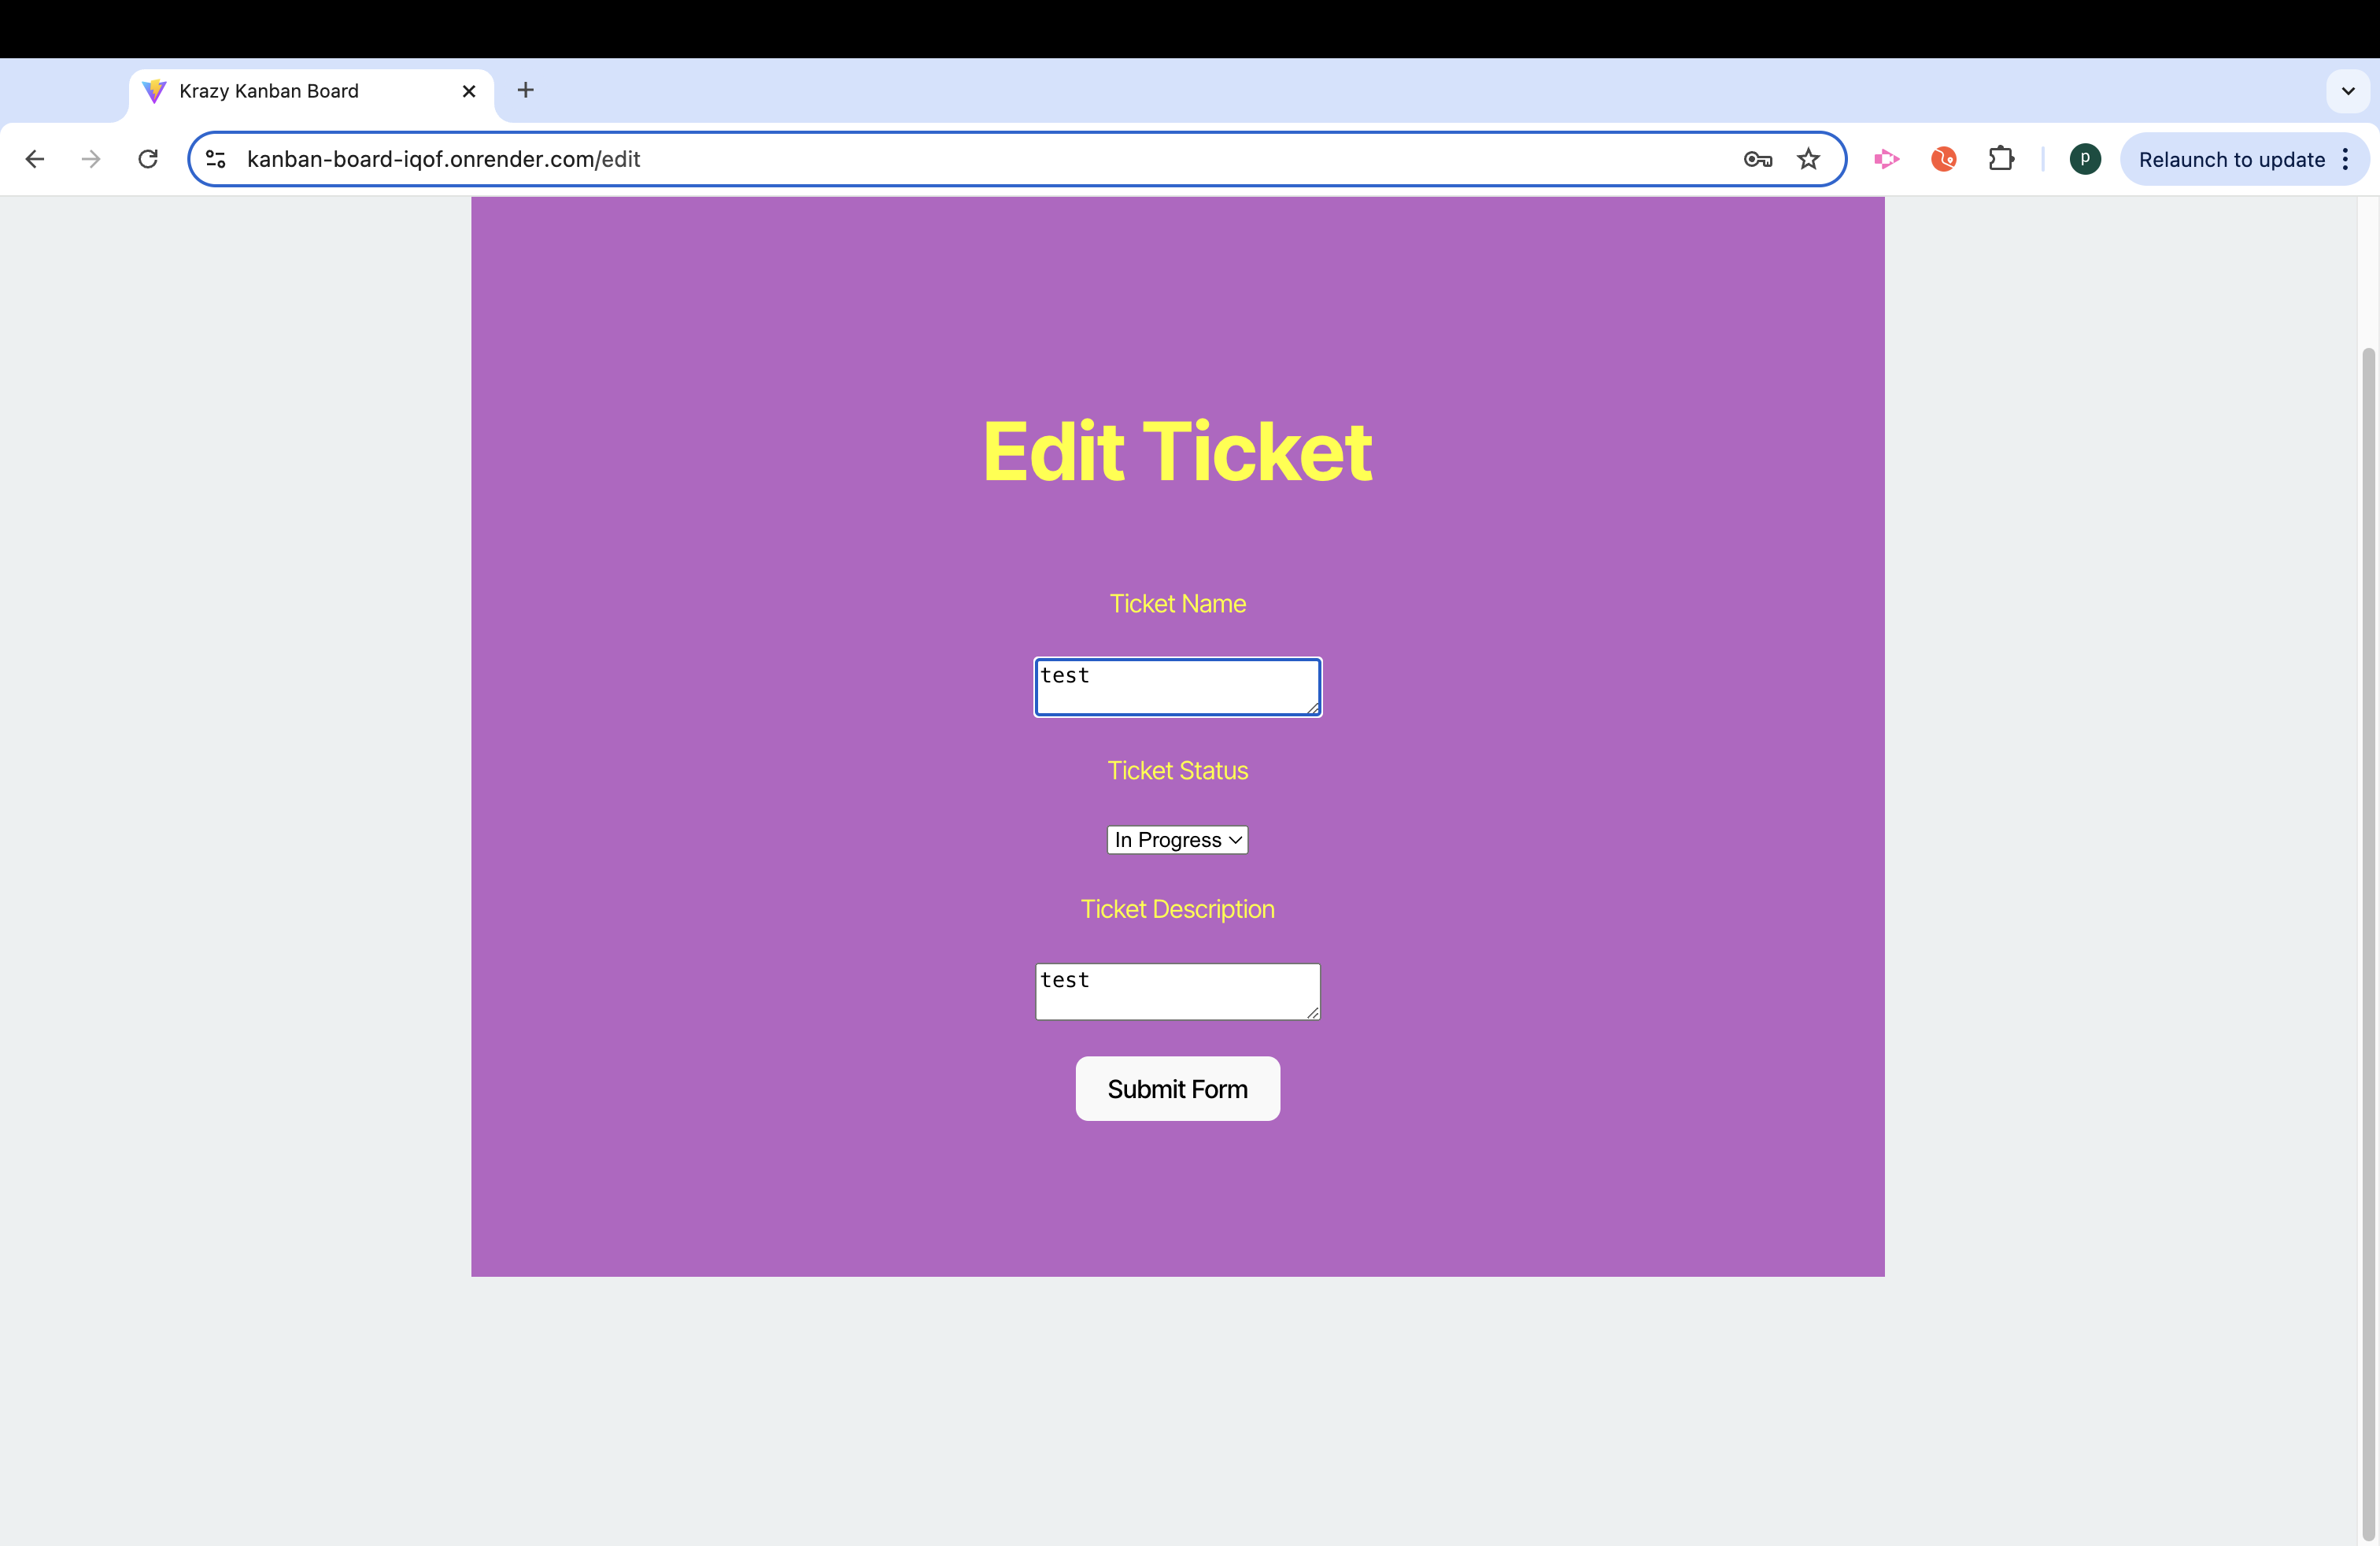 Krazy Kanban Board
kanban-board-iqof.onrender.com/edit
p
Relaunch to update
Edit Ticket
Ticket Name
test
Ticket Status
In Progress
Ticket Description
test
Submit Form